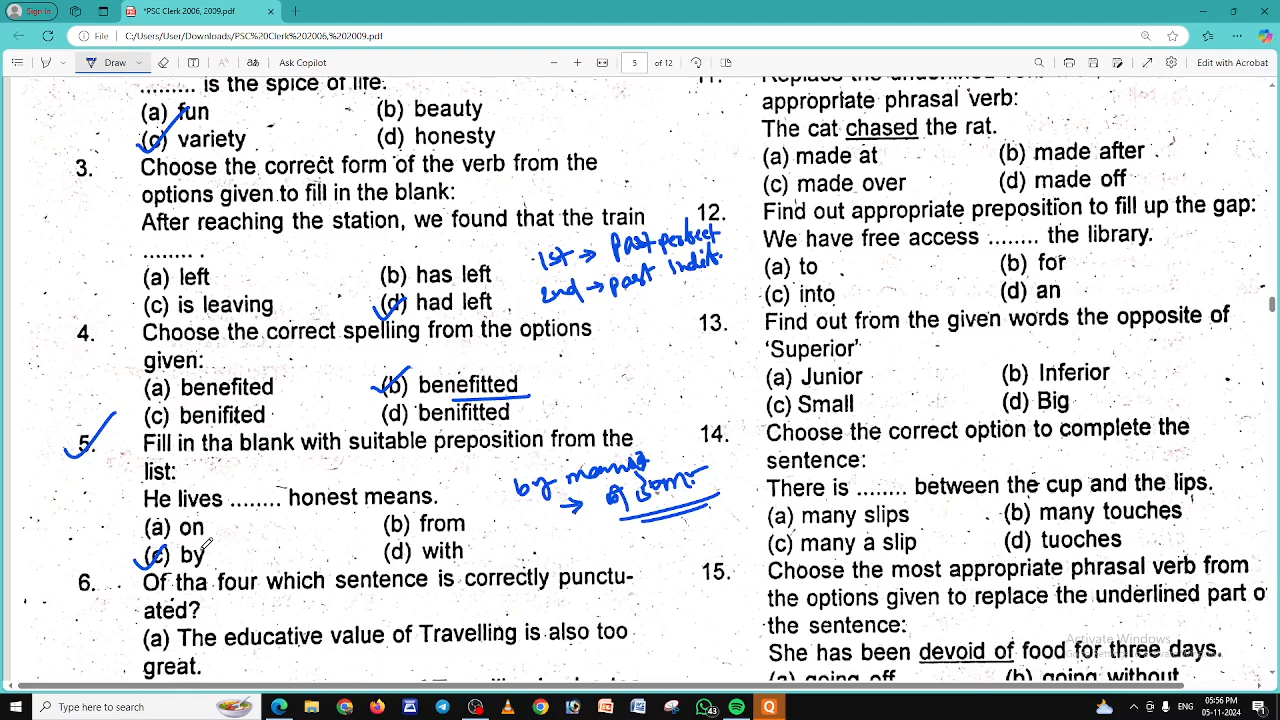 Sign in
*PSC Clerk 2006, 2009.pdf
File
C:/Users/User/Downloads/PSC%20Clerk%202006,%202009.pdf
Draw
Ask Copilot
5
of 12
Edit with Acrobat
......... is the spice of life.
(a) fun
(b) beauty
(c) variety
(d) honesty
3. Choose the correct form of the verb from the
options given to fill in the blank:
After reaching the station, we found that the train
........ .
(a) left
(b) has left
(c) is leaving
(d) had left
1st → Past perfect
2nd → past Indif.
4. Choose the correct spelling from the options
given:
(a) benefited
(b) benefitted
(c) benifited
(d) benifitted
5. Fill in tha blank with suitable preposition from the
list:
He lives ........ honest means.
(a) on
(b) from
(c) by
(d) with
by means
→ of
6. Of tha four which sentence is correctly punctu-
ated?
(a) The educative value of Travelling is also too
great.
11.
appropriate phrasal verb:
The cat chased the rat.
(a) made at
(b) made after
(c) made over
(d) made off
12. Find out appropriate preposition to fill up the gap:
We have free access ........ the library.
(a) to
(b) for
(c) into
(d) an
13. Find out from the given words the opposite of
'Superior'
(a) Junior
(b) Inferior
(c) Small
(d) Big
14. Choose the correct option to complete the
sentence:
There is ........ between the cup and the lips.
(a) many slips
(b) many touches
(c) many a slip
(d) tuoches
15. Choose the most appropriate phrasal verb from
the options given to replace the underlined part o
the sentence:
She has been devoid of food for three days.
(a) going off
(b) going without
Activate Windows
Type here to search
43
ENG
05:56 PM
05-11-2024